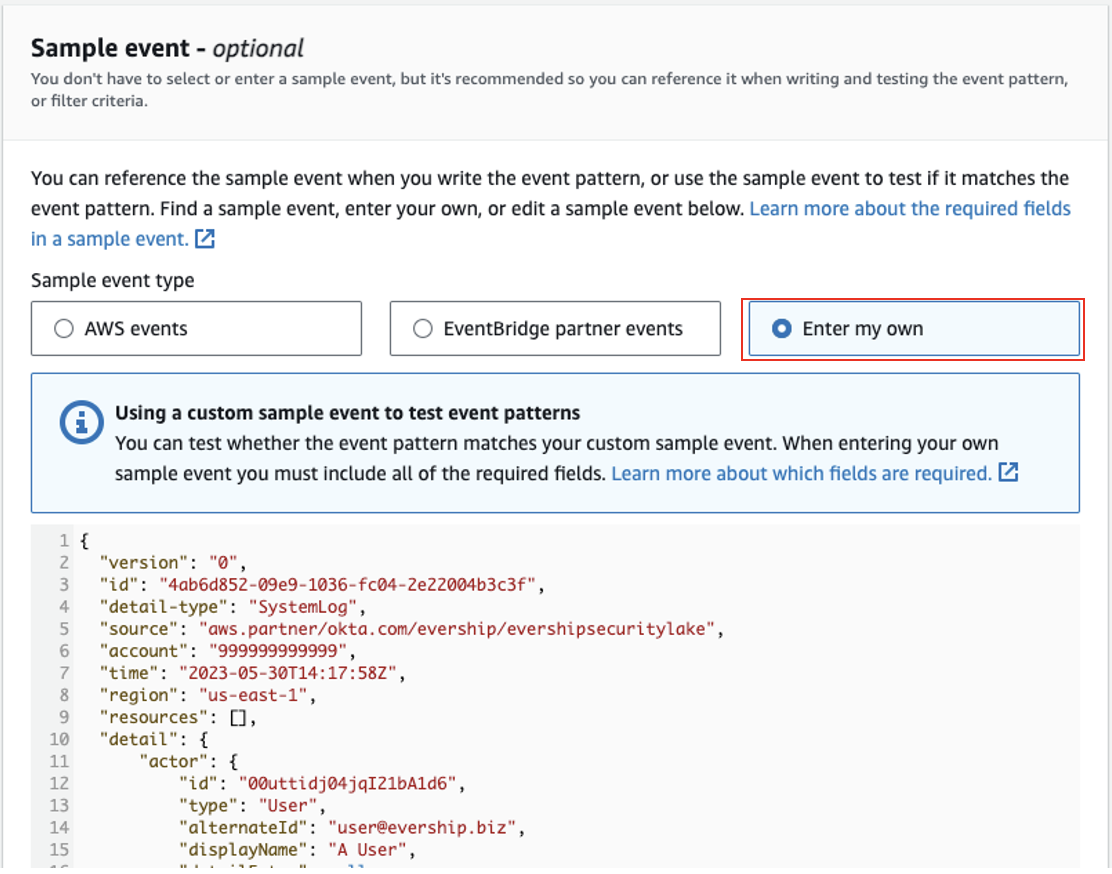 Sample event - optional
You don't have to select or enter a sample event, but it's recommended so you can reference it when writing and testing the event pattern,
or filter criteria.
You can reference the sample event when you write the event pattern, or use the sample event to test if it matches the
event pattern. Find a sample event, enter your own, or edit a sample event below. Learn more about the required fields
in a sample event.
Sample event type
AWS events
EventBridge partner events
Enter my own
Using a custom sample event to test event patterns
You can test whether the event pattern matches your custom sample event. When entering your own
sample event you must include all of the required fields. Learn more about which fields are required.
1 {
2 "version": "0",
3 "id": "4ab6d852-09e9-1036-fc04-2e22004b3c3f",
4 "detail-type": "SystemLog",
5 "source": "aws.partner/okta.com/evership/evershipsecuritylake",
6 "account": "999999999999",
7 "time": "2023-05-30T14:17:58Z",
8 "region": "us-east-1",
9 "resources": [],
10 "detail": {
11 "actor": {
12 "id": "00uttidj04jqIZ1bA1d6",
13 "type": "User",
14 "alternateId": "user@evership.biz",
15 "displayName": "A User",